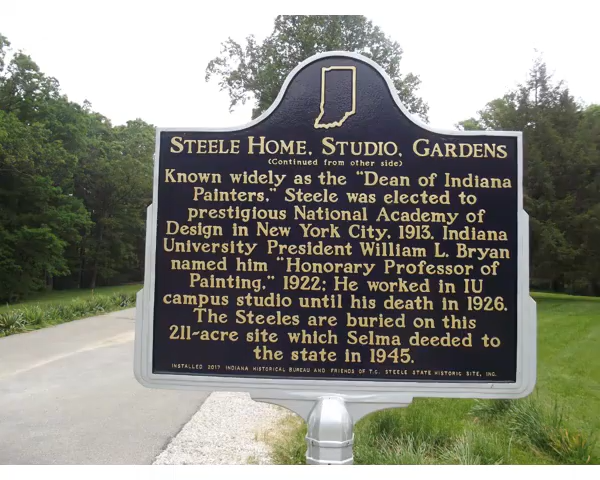 STEELE HOME, STUDIO, GARDENS
(Continued from other side)
Known widely as the "Dean of Indiana
Painters," Steele was elected to
prestigious National Academy of
Design in New York City, 1913. Indiana
University President William L. Bryan
named him "Honorary Professor of
Painting," 1922; He worked in IU
campus studio until his death in 1926.
The Steeles are buried on this
211-acre site which Selma deeded to
the state in 1945.
INSTALLED 2017 INDIANA HISTORICAL BUREAU AND FRIENDS OF T.C. STEELE STATE HISTORIC SITE, INC.